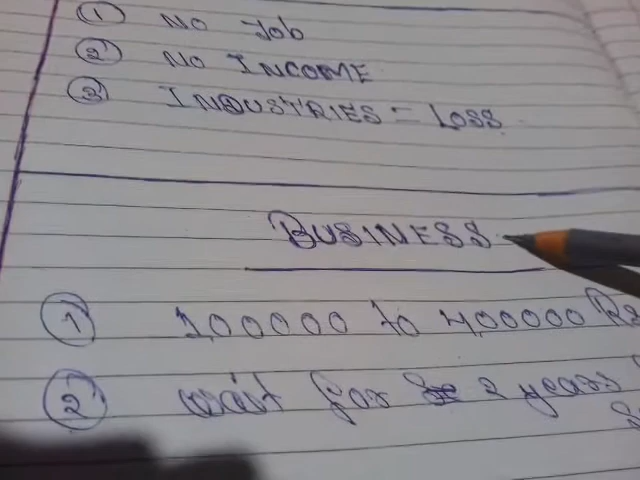 ① No Job
② No INCOME
③ INDUSTRIES = LOSS
BUSINESS
① 100000 to 400000 Rs
② wait for 2 years